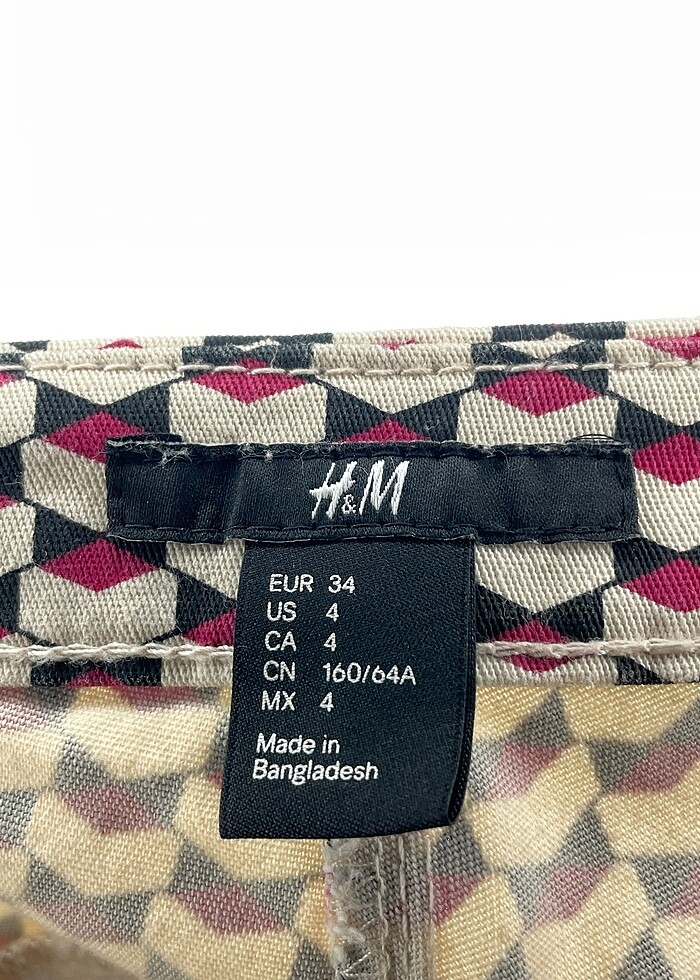 H&M
EUR 34
US 4
CA 4
CN 160/64A
MX 4
Made in
Bangladesh